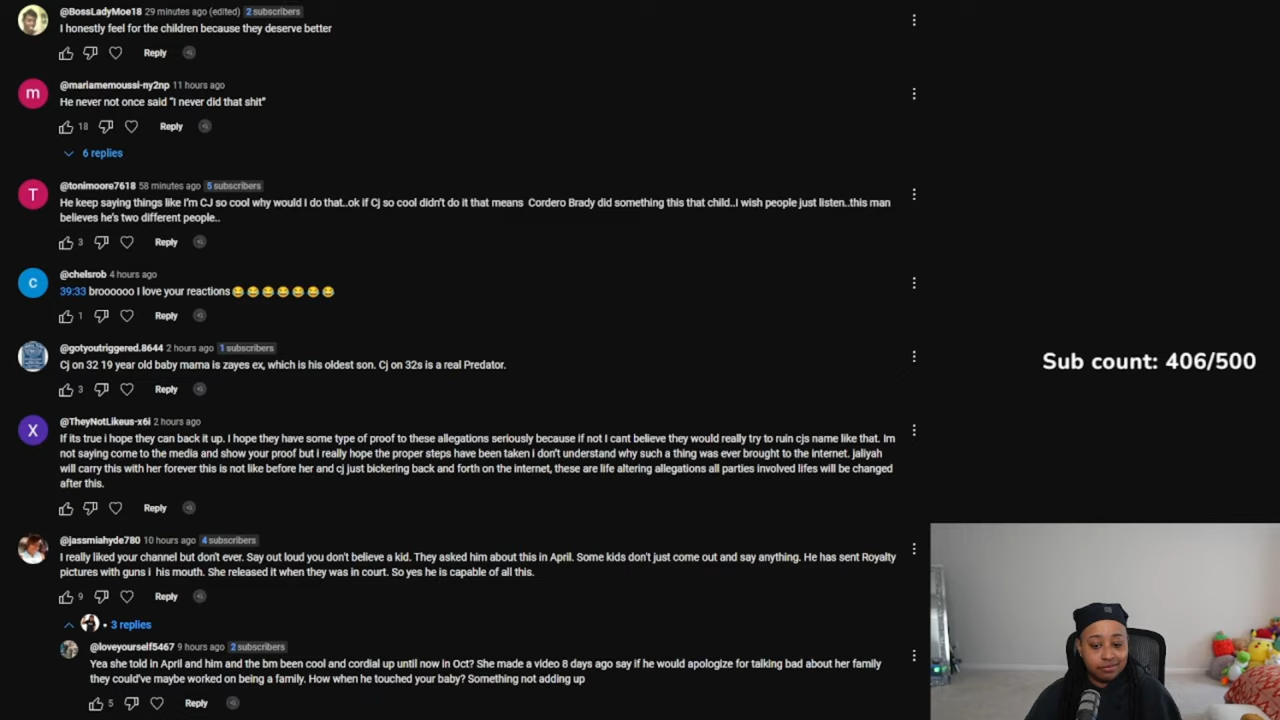 @BossLadyMoe18 29 minutes ago (edited) 2 subscribers
I honestly feel for the children because they deserve better
Reply
m
@mariamemoussi-ny2np 11 hours ago
He never not once said "I never did that shit"
18 Reply
6 replies
T
@tonimoore7618 58 minutes ago 5 subscribers
He keep saying things like I'm CJ so cool why would I do that..ok if Cj so cool didn't do it that means Cordero Brady did something this that child..I wish people just listen..this man
believes he's two different people..
3 Reply
c
@chelsrob 4 hours ago
39:33 broooooo I love your reactions 😂 😂 😂 😂 😂 😂 😂
1 Reply
@gotyoutriggered.8644 2 hours ago 1 subscribers
Cj on 32 19 year old baby mama is zayes ex, which is his oldest son. Cj on 32s is a real Predator.
3 Reply
Sub count: 406/500
X
@TheyNotLikeus-x6i 2 hours ago
If its true i hope they can back it up. I hope they have some type of proof to these allegations seriously because if not I cant believe they would really try to ruin cjs name like that. Im
not saying come to the media and show your proof but i really hope the proper steps have been taken i don't understand why such a thing was ever brought to the internet. jaliyah
will carry this with her forever this is not like before her and cj just bickering back and forth on the internet, these are life altering allegations all parties involved lifes will be changed
after this.
Reply
@jassmiahyde780 10 hours ago 4 subscribers
I really liked your channel but don't ever. Say out loud you don't believe a kid. They asked him about this in April. Some kids don't just come out and say anything. He has sent Royalty
pictures with guns i his mouth. She released it when they was in court. So yes he is capable of all this.
9 Reply
3 replies
@loveyourself5467 9 hours ago 2 subscribers
Yea she told in April and him and the bm been cool and cordial up until now in Oct? She made a video 8 days ago say if he would apologize for talking bad about her family
they could've maybe worked on being a family. How when he touched your baby? Something not adding up
5 Reply